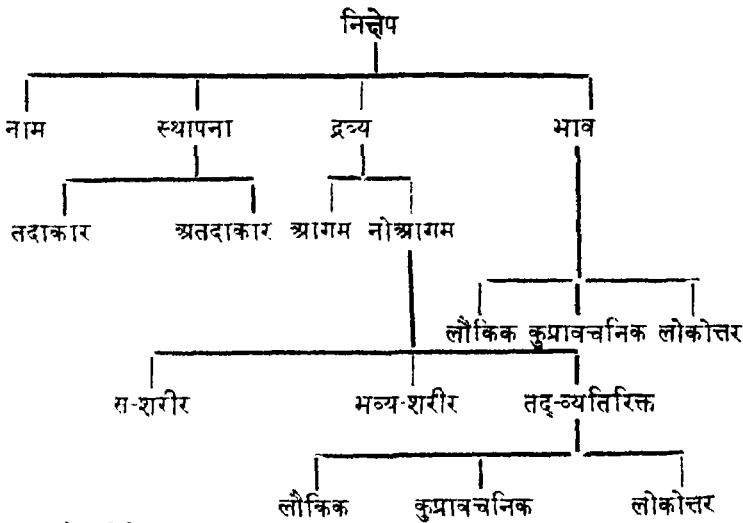 निक्षेप
नाम स्थापना द्रव्य भाव
तदाकार अतदाकार आगम नोआगम
लौकिक कुप्रावचनिक लोकोत्तर
स-शरीर भव्य-शरीर तद्-व्यतिरिक्त
लौकिक कुप्रावचनिक लोकोत्तर